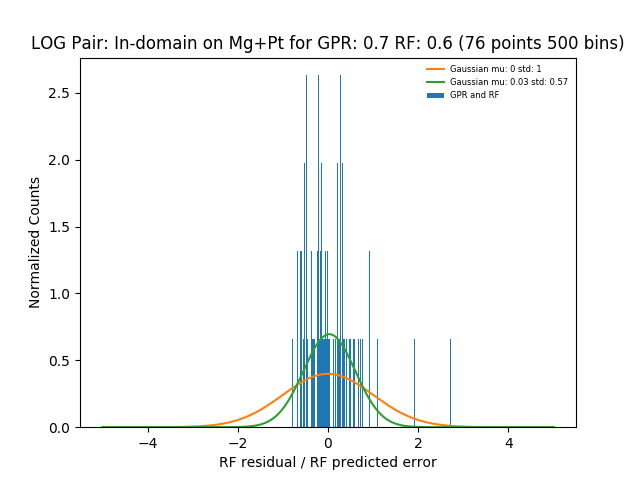 LOG Pair: In-domain on Mg+Pt for GPR: 0.7 RF: 0.6 (76 points 500 bins)
Gaussian mu: 0 std: 1
Gaussian mu: 0.03 std: 0.57
GPR and RF
Normalized Counts
2.5
2.0
1.5
1.0
0.5
0.0
−4 −2 0 2 4
RF residual / RF predicted error